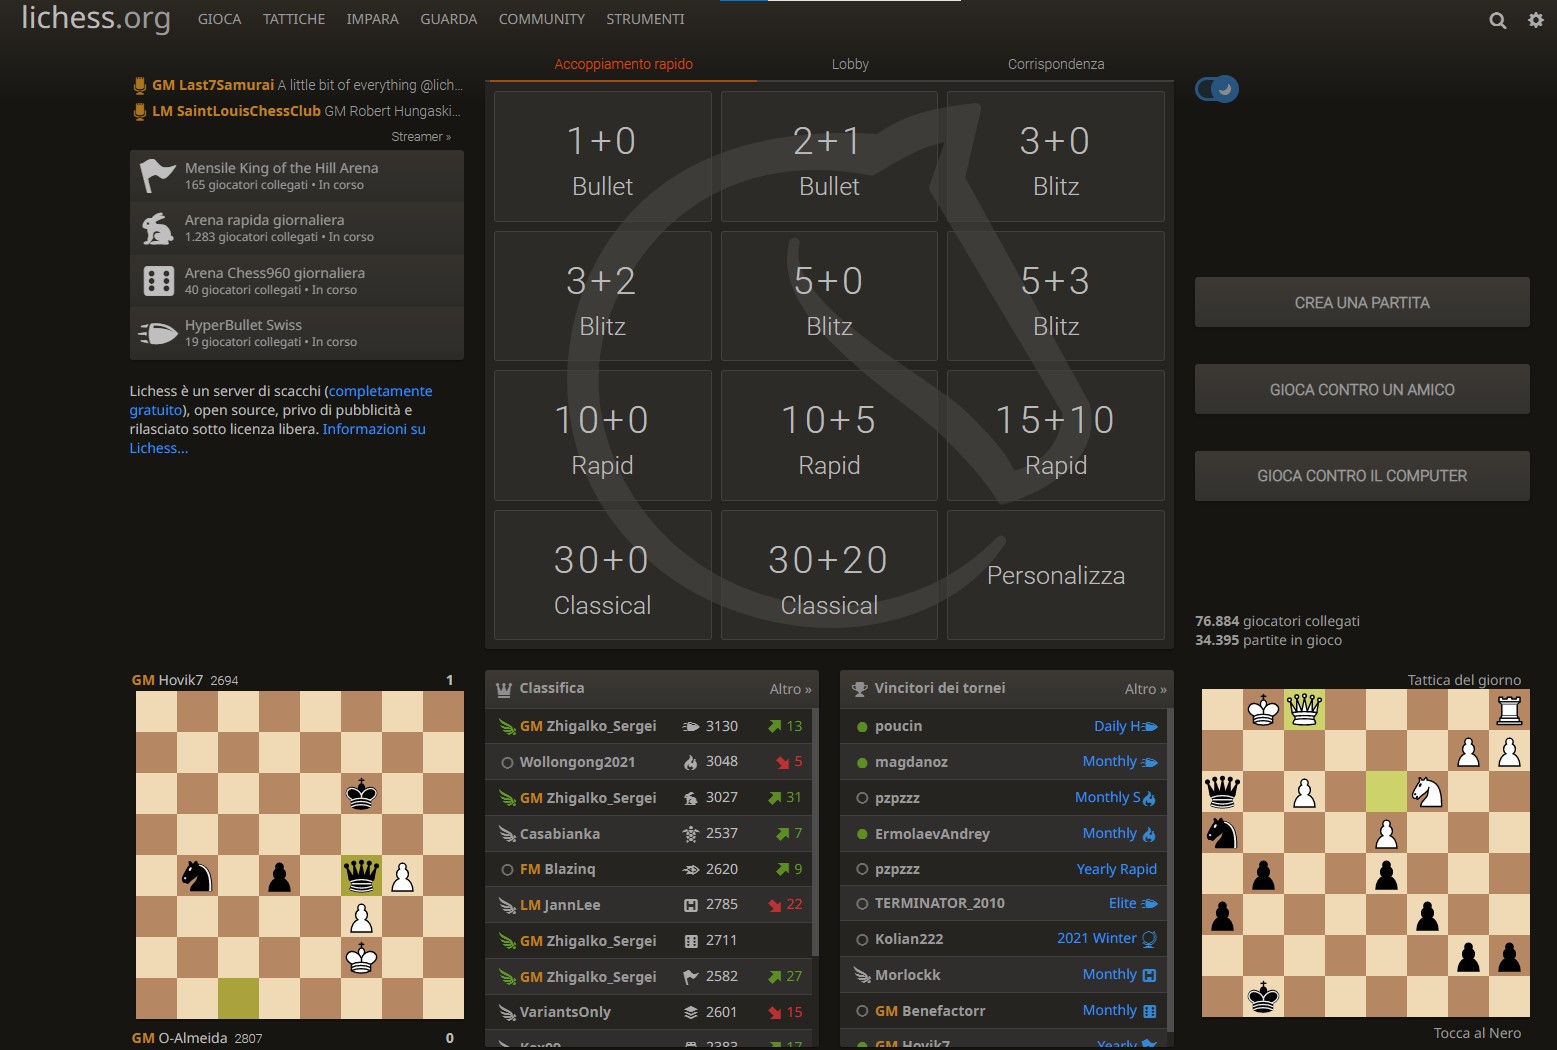 lichess.org GIOCA TATTICHE IMPARA GUARDA COMMUNITY STRUMENTI
GM Last7Samurai A little bit of everything @lich...
LM SaintLouisChessClub GM Robert Hungaski...
Streamer »
Mensile King of the Hill Arena
165 giocatori collegati • In corso
Arena rapida giornaliera
1.283 giocatori collegati • In corso
Arena Chess960 giornaliera
40 giocatori collegati • In corso
HyperBullet Swiss
19 giocatori collegati • In corso
Lichess è un server di scacchi (completamente
gratuito), open source, privo di pubblicità e
rilasciato sotto licenza libera. Informazioni su
Lichess...
Accoppiamento rapido Lobby Corrispondenza
1+0 2+1 3+0
Bullet Bullet Blitz
3+2 5+0 5+3
Blitz Blitz Blitz
10+0 10+5 15+10
Rapid Rapid Rapid
30+0 30+20
Classical Classical Personalizza
CREA UNA PARTITA
GIOCA CONTRO UN AMICO
GIOCA CONTRO IL COMPUTER
76.884 giocatori collegati
34.395 partite in gioco
GM Hovik7 2694 1
GM O-Almeida 2807 0
Classifica Altro »
GM Zhigalko_Sergei 3130 13
Wollongong2021 3048 5
GM Zhigalko_Sergei 3027 31
Casabianka 2537 7
FM Blazinq 2620 9
LM JannLee 2785 22
GM Zhigalko_Sergei 2711
GM Zhigalko_Sergei 2582 27
VariantsOnly 2601 15
2383 17
Vincitori dei tornei Altro »
poucin Daily H
magdanoz Monthly
pzpzzz Monthly S
ErmolaevAndrey Monthly
pzpzzz Yearly Rapid
TERMINATOR_2010 Elite
Kolian222 2021 Winter
Morlockk Monthly
GM Benefactorr Monthly
GM Hovik7 Yearly
Tattica del giorno
Tocca al Nero